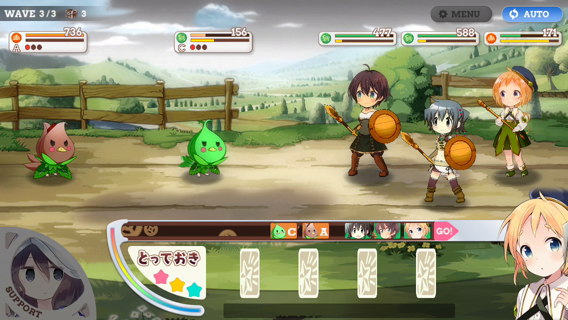 WAVE 3/3 3
MENU
AUTO
736
A
156
C
477
588
171
C
A
GO!
とっておき
SUPPORT